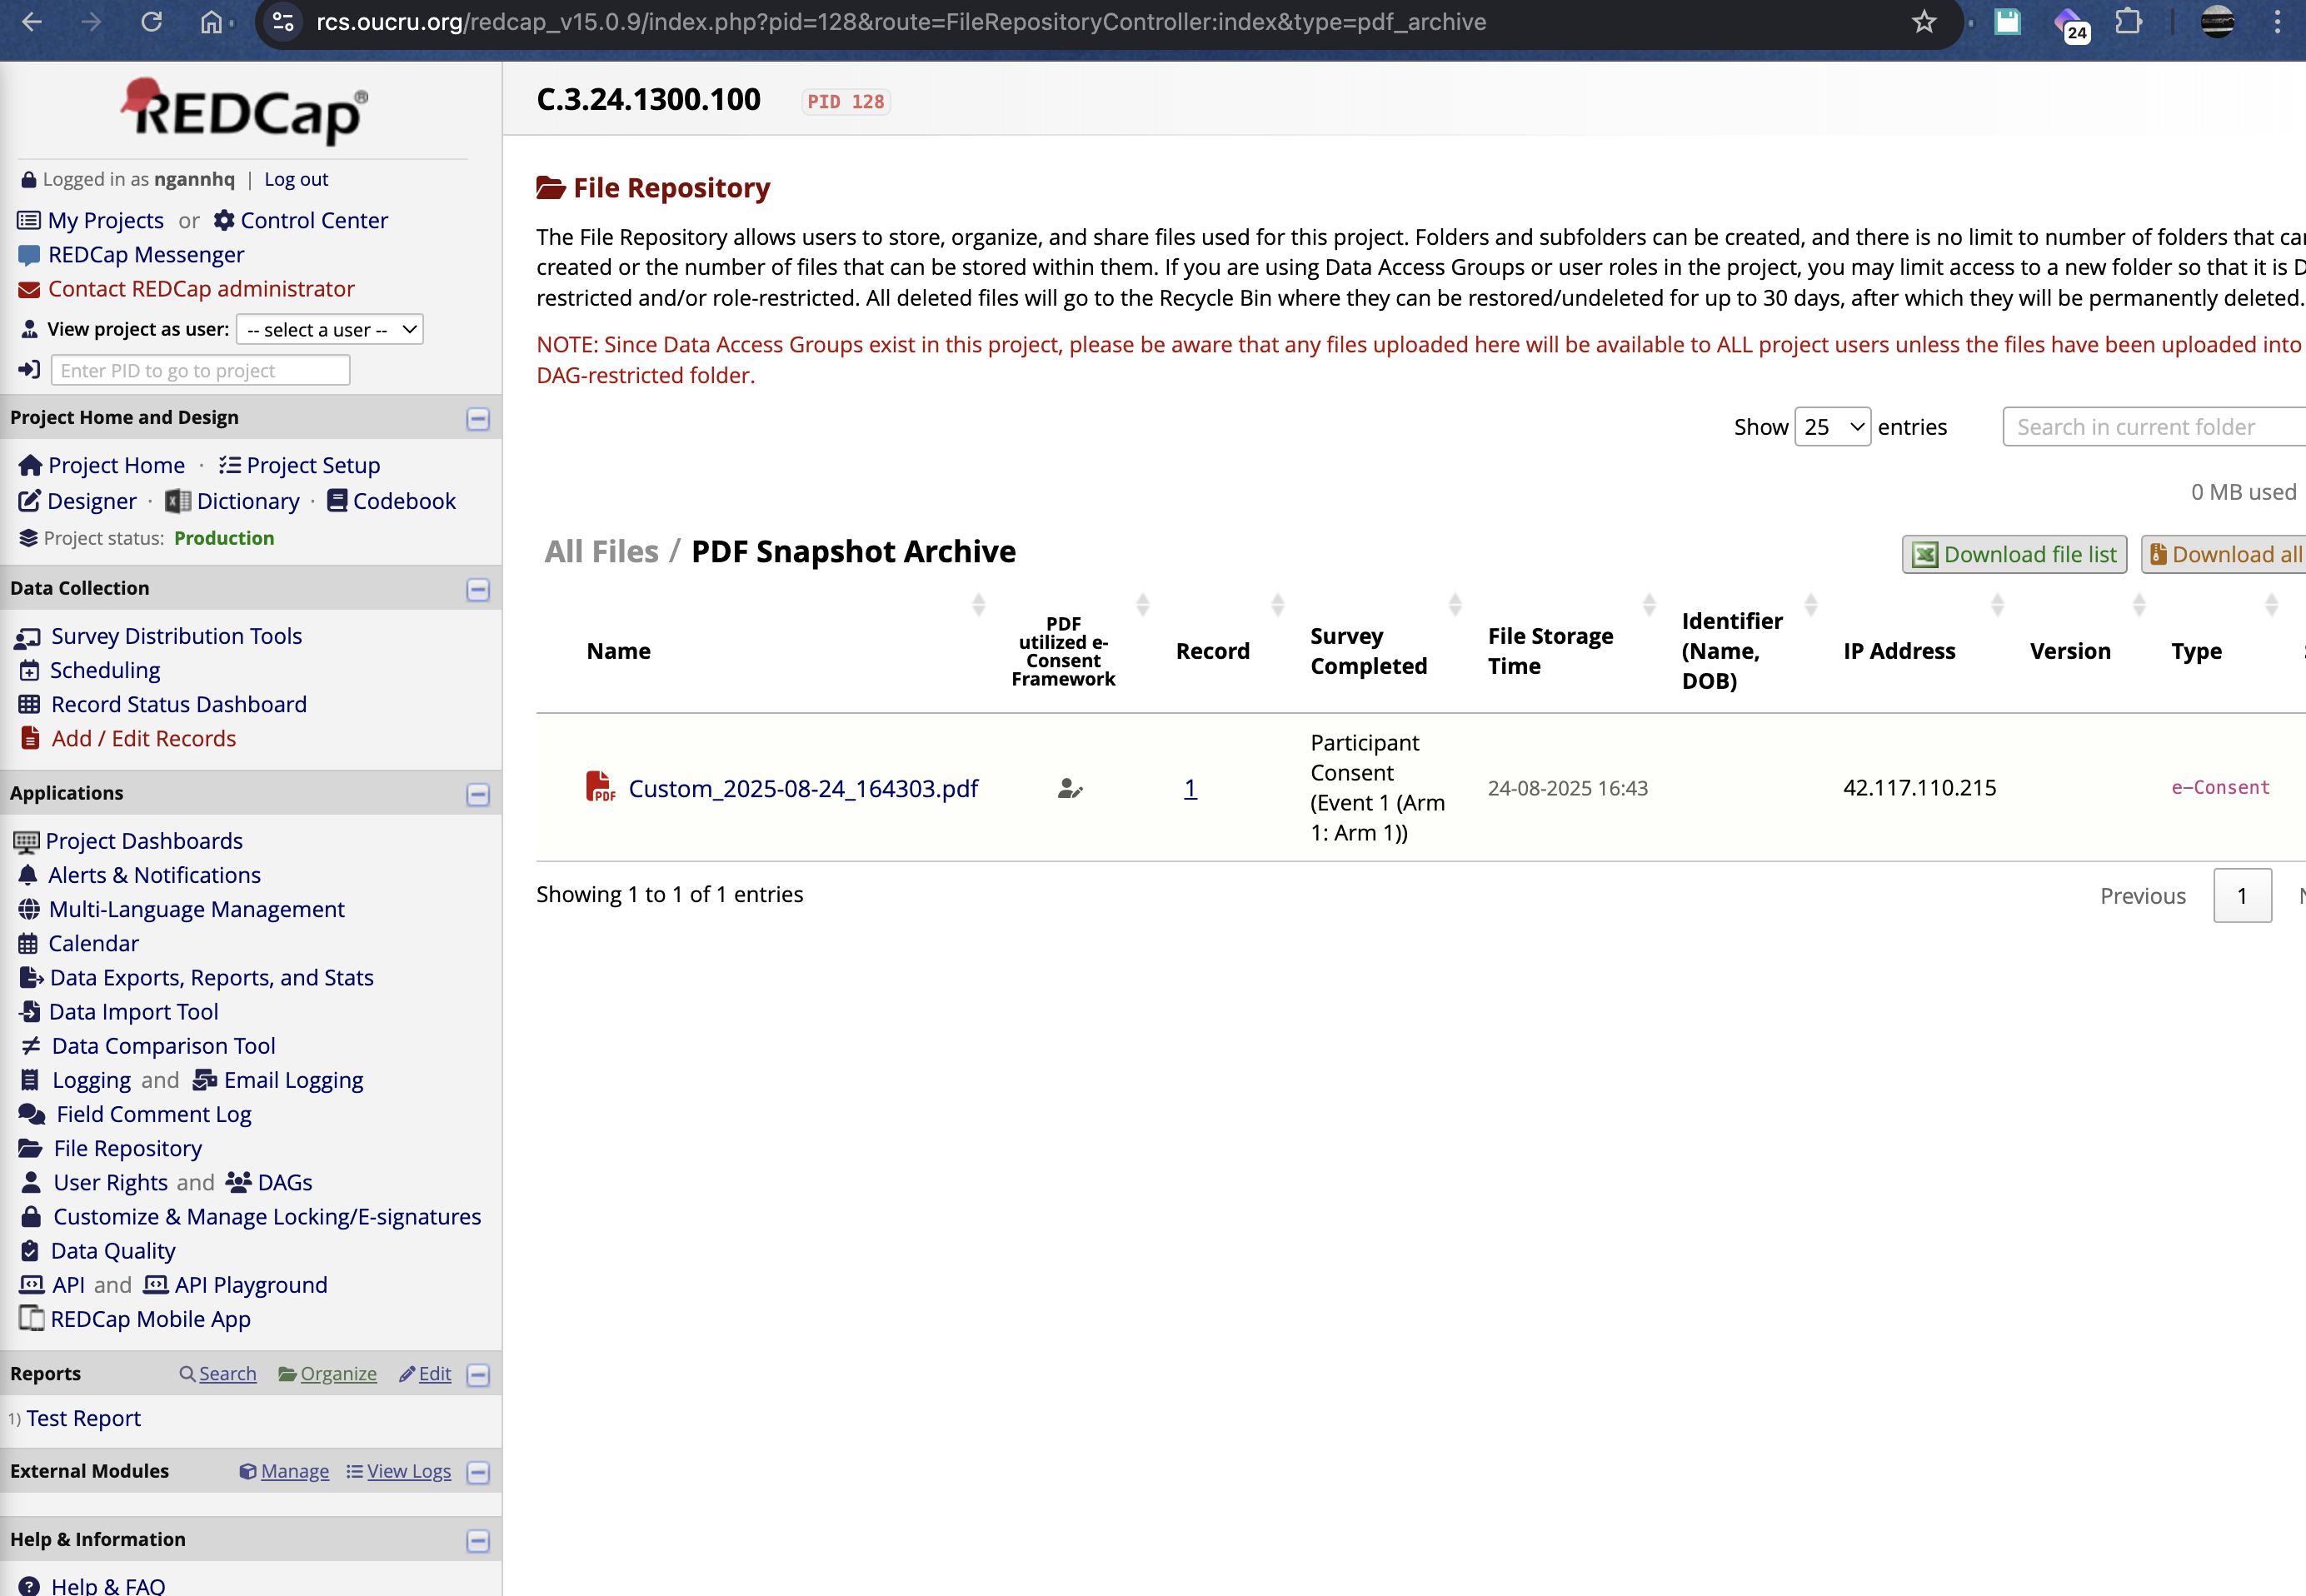 rcs.oucru.org/redcap_v15.0.9/index.php?pid=128&route=FileRepositoryController:index&type=pdf_archive
24
REDCap®
Logged in as ngannhq | Log out
My Projects or Control Center
REDCap Messenger
Contact REDCap administrator
View project as user: -- select a user --
Enter PID to go to project
Project Home and Design
Project Home · Project Setup
Designer · Dictionary · Codebook
Project status: Production
Data Collection
Survey Distribution Tools
Scheduling
Record Status Dashboard
Add / Edit Records
Applications
Project Dashboards
Alerts & Notifications
Multi-Language Management
Calendar
Data Exports, Reports, and Stats
Data Import Tool
Data Comparison Tool
Logging and Email Logging
Field Comment Log
File Repository
User Rights and DAGs
Customize & Manage Locking/E-signatures
Data Quality
API and API Playground
REDCap Mobile App
Reports Search Organize Edit
1) Test Report
External Modules Manage View Logs
Help & Information
Help & FAQ
C.3.24.1300.100 PID 128
File Repository
The File Repository allows users to store, organize, and share files used for this project. Folders and subfolders can be created, and there is no limit to number of folders that
created or the number of files that can be stored within them. If you are using Data Access Groups or user roles in the project, you may limit access to a new folder so that it is
restricted and/or role-restricted. All deleted files will go to the Recycle Bin where they can be restored/undeleted for up to 30 days, after which they will be permanently deleted.
NOTE: Since Data Access Groups exist in this project, please be aware that any files uploaded here will be available to ALL project users unless the files have been uploaded into
DAG-restricted folder.
Show 25 entries Search in current folder
0 MB used
All Files / PDF Snapshot Archive
Download file list Download all
Name
PDF
utilized e-
Consent
Framework
Record
Survey
Completed
File Storage
Time
Identifier
(Name,
DOB)
IP Address
Version
Type
PDF Custom_2025-08-24_164303.pdf
1
Participant
Consent
(Event 1 (Arm
1: Arm 1))
24-08-2025 16:43
42.117.110.215
e-Consent
Showing 1 to 1 of 1 entries
Previous 1